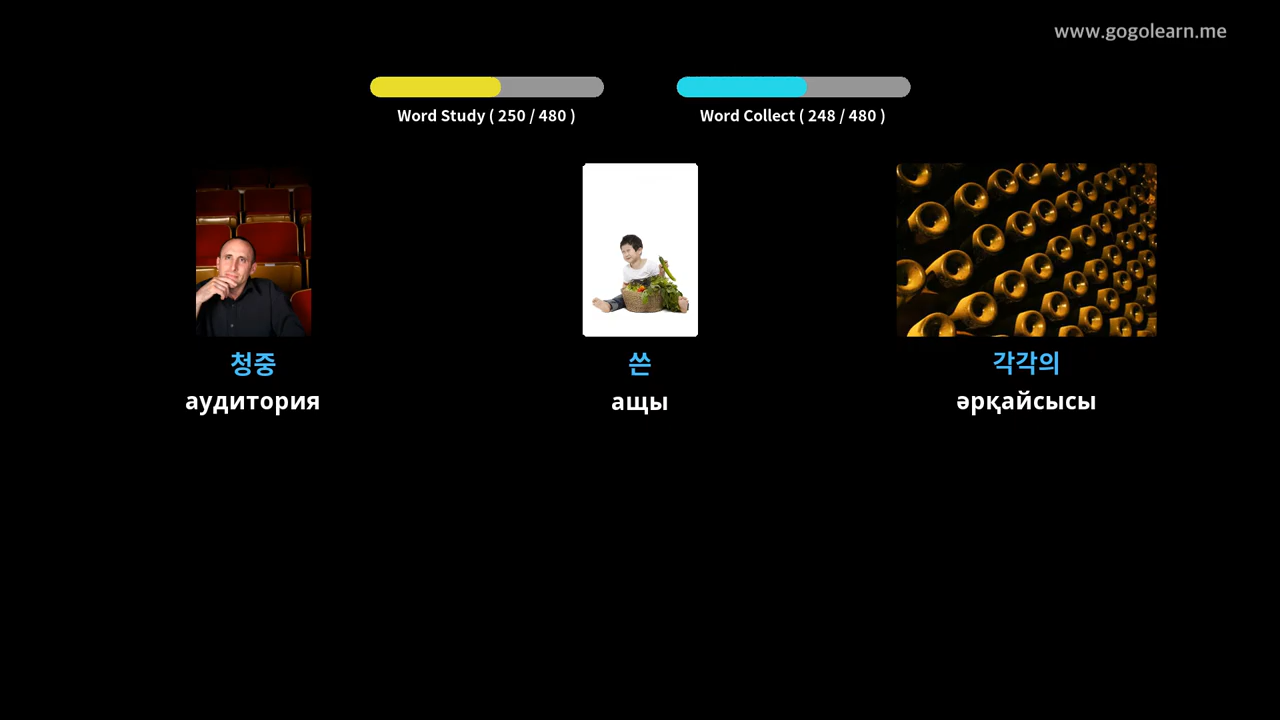 www.gogolearn.me
Word Study ( 250 / 480 )
Word Collect ( 248 / 480 )
청중
쓴
각각의
аудитория
ащы
әрқайсысы